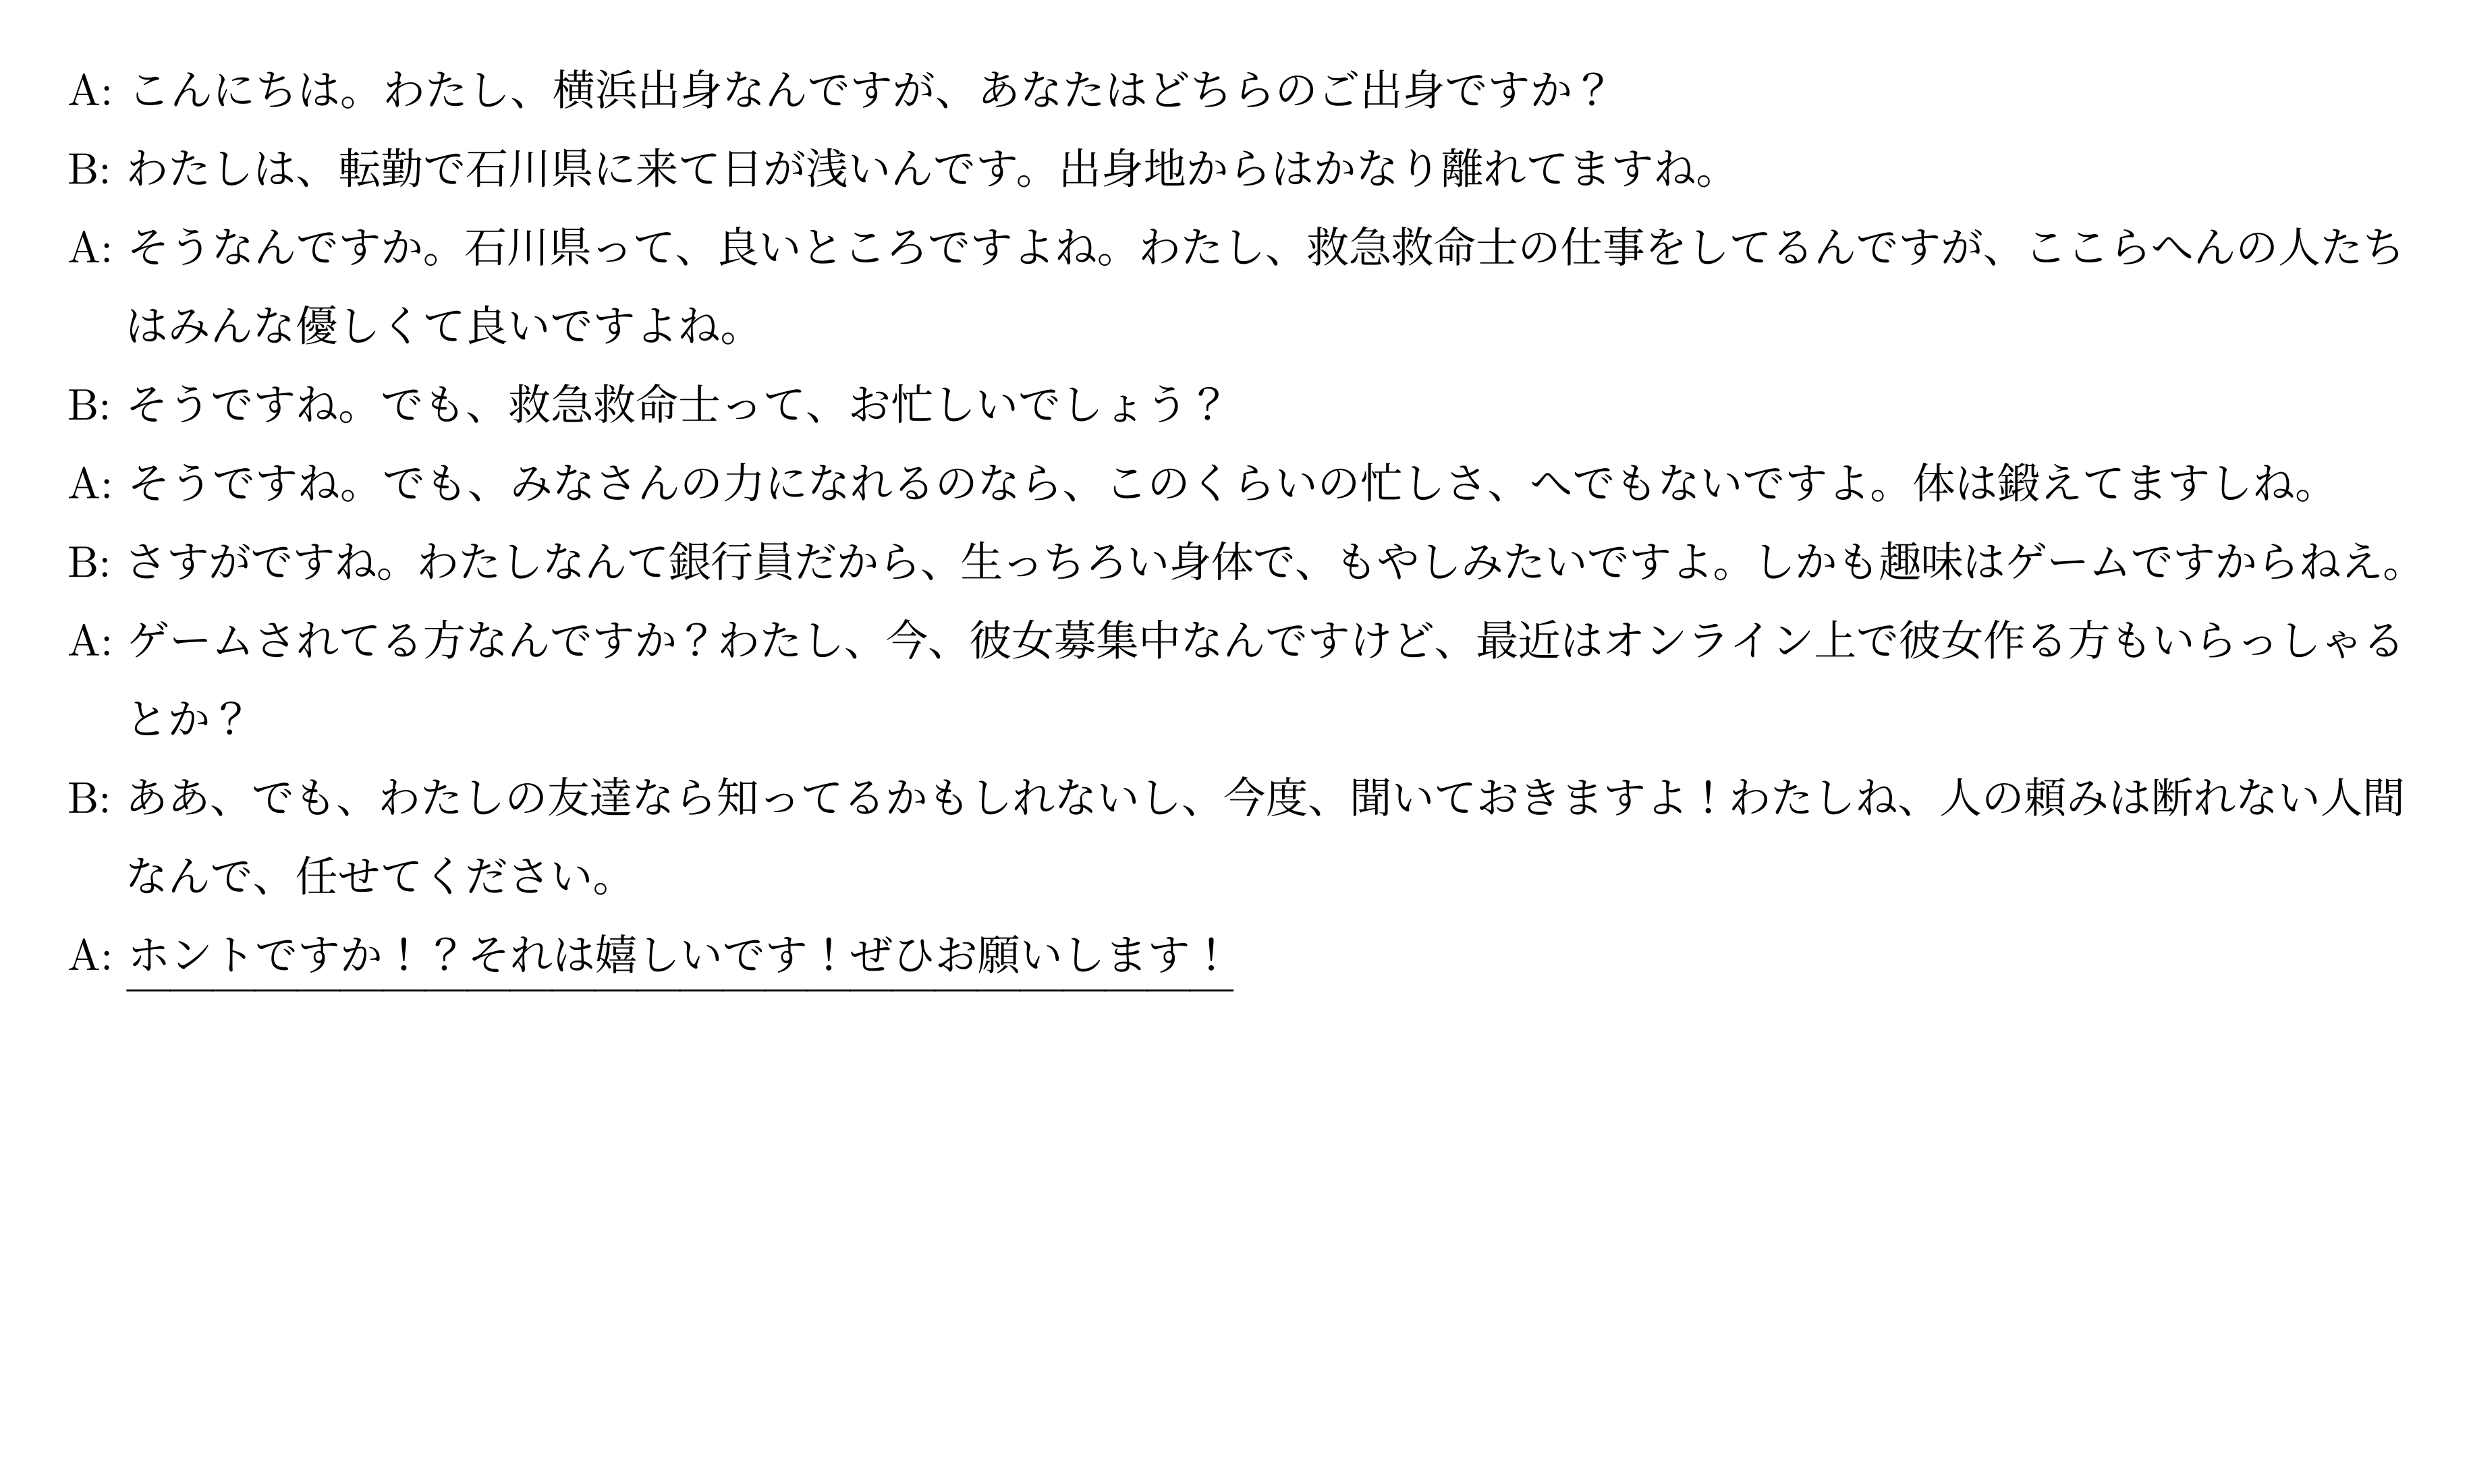 A: こんにちは。わたし、横浜出身なんですが、あなたはどちらのご出身ですか？
B: わたしは、転勤で石川県に来て日が浅いんです。出身地からはかなり離れてますね。
A: そうなんですか。石川県って、良いところですよね。わたし、救急救命士の仕事をしてるんですが、ここらへんの人たち
はみんな優しくて良いですよね。
B: そうですね。でも、救急救命士って、お忙しいでしょう？
A: そうですね。でも、みなさんの力になれるのなら、このくらいの忙しさ、へでもないですよ。体は鍛えてますしね。
B: さすがですね。わたしなんて銀行員だから、生っちろい身体で、もやしみたいですよ。しかも趣味はゲームですからねえ。
A: ゲームされてる方なんですか？わたし、今、彼女募集中なんですけど、最近はオンライン上で彼女作る方もいらっしゃる
とか？
B: ああ、でも、わたしの友達なら知ってるかもしれないし、今度、聞いておきますよ！わたしね、人の頼みは断れない人間
なんで、任せてください。
A: ホントですか！？それは嬉しいです！ぜひお願いします！